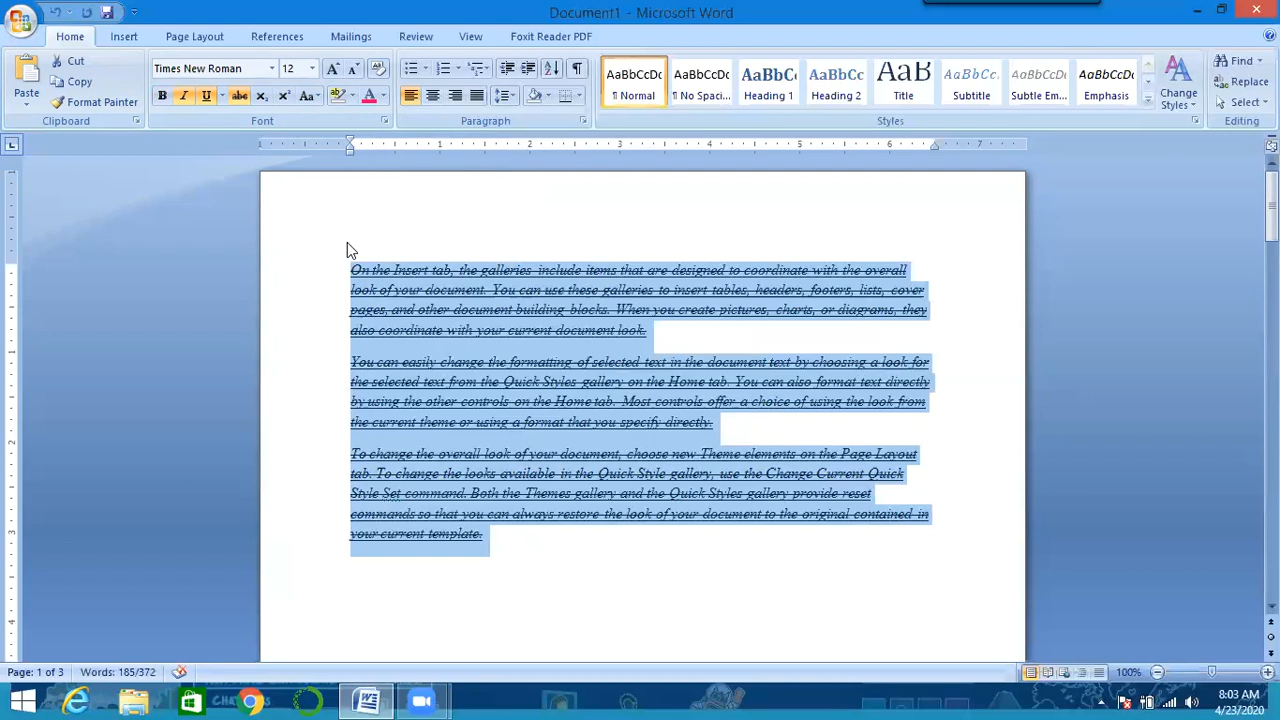 Document1 - Microsoft Word
Home Insert Page Layout References Mailings Review View Foxit Reader PDF
Paste
Cut
Copy
Format Painter
Clipboard
Times New Roman 12
B I U abc x₂ x² Aa
Font
Paragraph
AaBbCcDc AaBbCcDc AaBbC AaBbCc AaB AaBbCc. AaBbCcDc AaBbCcDc
¶ Normal ¶ No Spaci... Heading 1 Heading 2 Title Subtitle Subtle Em... Emphasis
Change Styles
Styles
Find
Replace
Select
Editing
1 1 2 3 4 5 6 7
On the Insert tab, the galleries include items that are designed to coordinate with the overall
look of your document. You can use these galleries to insert tables, headers, footers, lists, cover
pages, and other document building blocks. When you create pictures, charts, or diagrams, they
also coordinate with your current document look.
You can easily change the formatting of selected text in the document text by choosing a look for
the selected text from the Quick Styles gallery on the Home tab. You can also format text directly
by using the other controls on the Home tab. Most controls offer a choice of using the look from
the current theme or using a format that you specify directly.
To change the overall look of your document, choose new Theme elements on the Page Layout
tab. To change the looks available in the Quick Style gallery, use the Change Current Quick
Style Set command. Both the Themes gallery and the Quick Styles gallery provide reset
commands so that you can always restore the look of your document to the original contained in
your current template.
Page: 1 of 3 Words: 185/372 100%
8:03 AM
4/23/2020